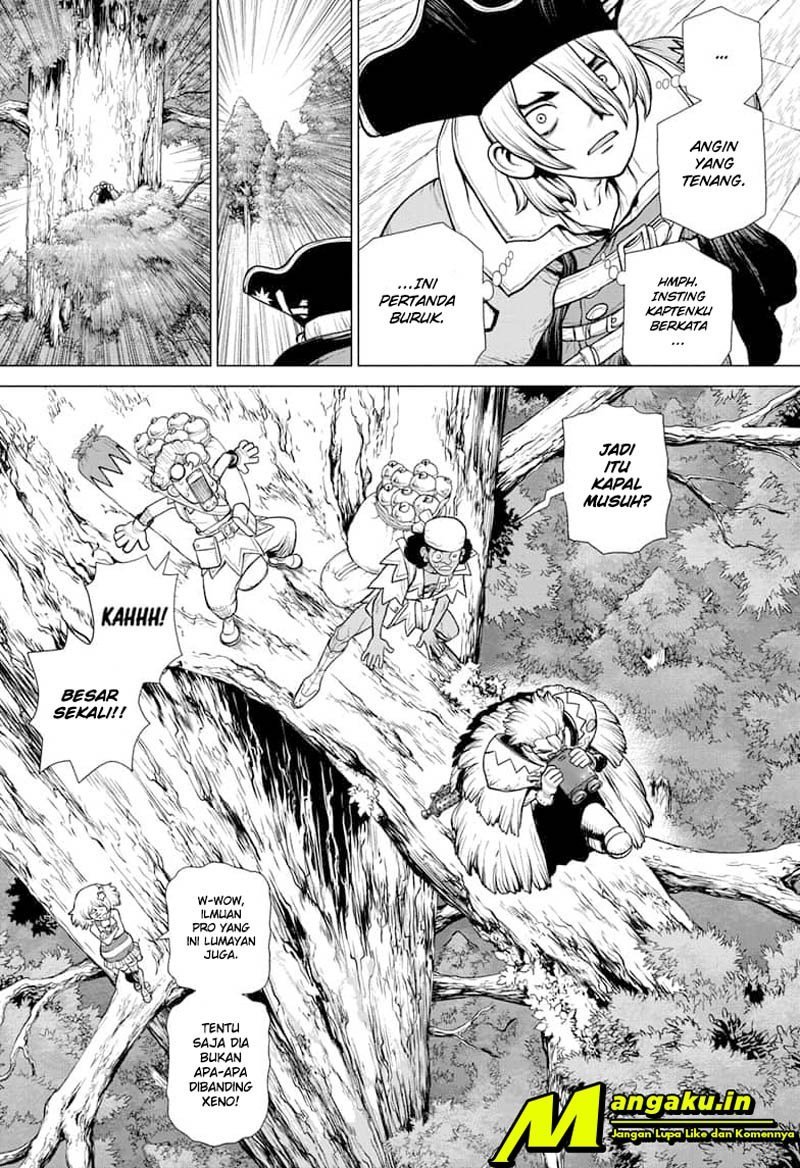 ...
ANGIN
YANG
TENANG.
HMPH.
INSTING
KAPTENKU
BERKATA
...
...INI
PERTANDA
BURUK.
JADI
ITU
KAPAL
MUSUH?
KAHHH!
BESAR
SEKALI!!
W-WOW,
ILMUAN
PRO YANG
INI LUMAYAN
JUGA.
TENTU
SAJA DIA
BUKAN
APA-APA
DIBANDING
XENO!
Mangaku.in
Jangan Lupa Like dan Komennya